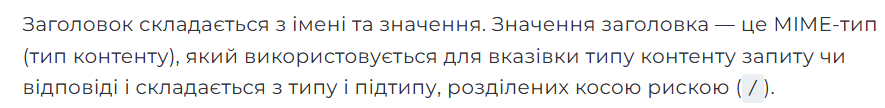 Заголовок складається з імені та значення. Значення заголовка — це MIME-тип
(тип контенту), який використовується для вказівки типу контенту запиту чи
відповіді і складається з типу і підтипу, розділених косою рискою ( / ).